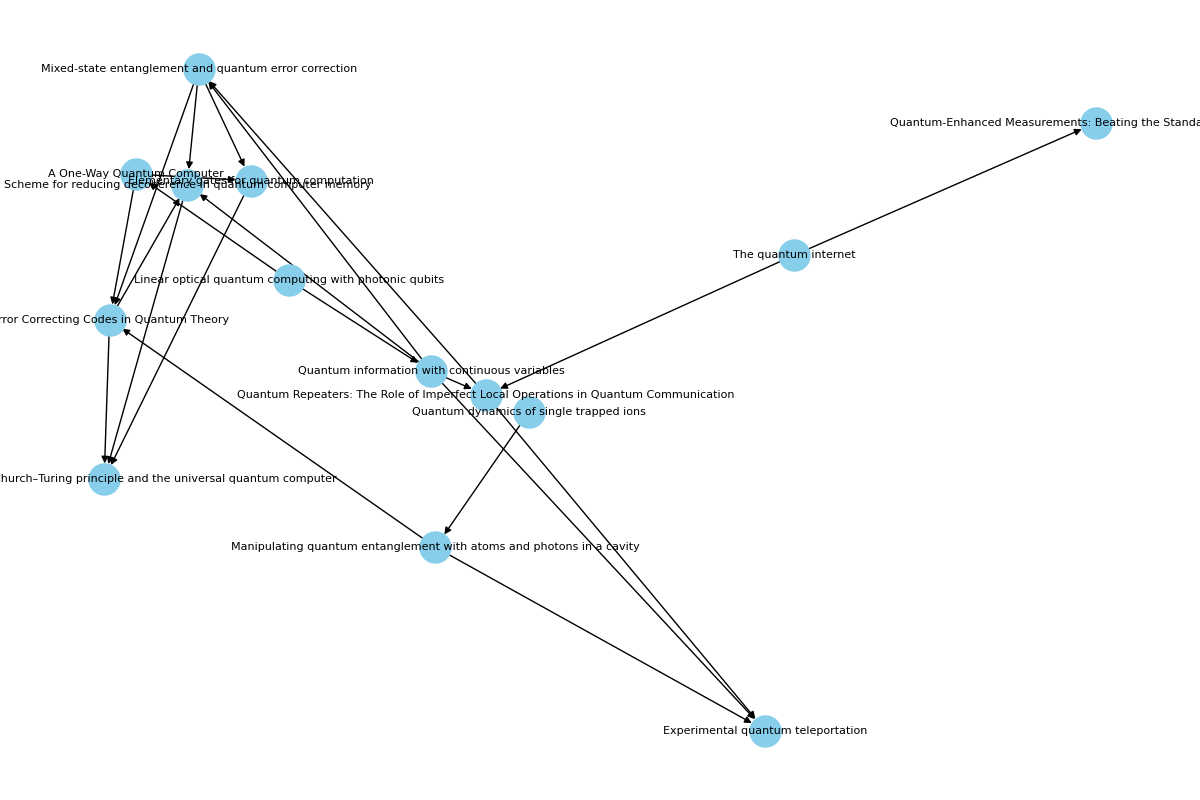 Mixed-state entanglement and quantum error correction
Quantum-Enhanced Measurements: Beating the Standa
A One-Way Quantum Computer
Elementary gates for quantum computation
Scheme for reducing decoherence in quantum computer memory
The quantum internet
Linear optical quantum computing with photonic qubits
rror Correcting Codes in Quantum Theory
Quantum information with continuous variables
Quantum Repeaters: The Role of Imperfect Local Operations in Quantum Communication
Quantum dynamics of single trapped ions
hurch–Turing principle and the universal quantum computer
Manipulating quantum entanglement with atoms and photons in a cavity
Experimental quantum teleportation